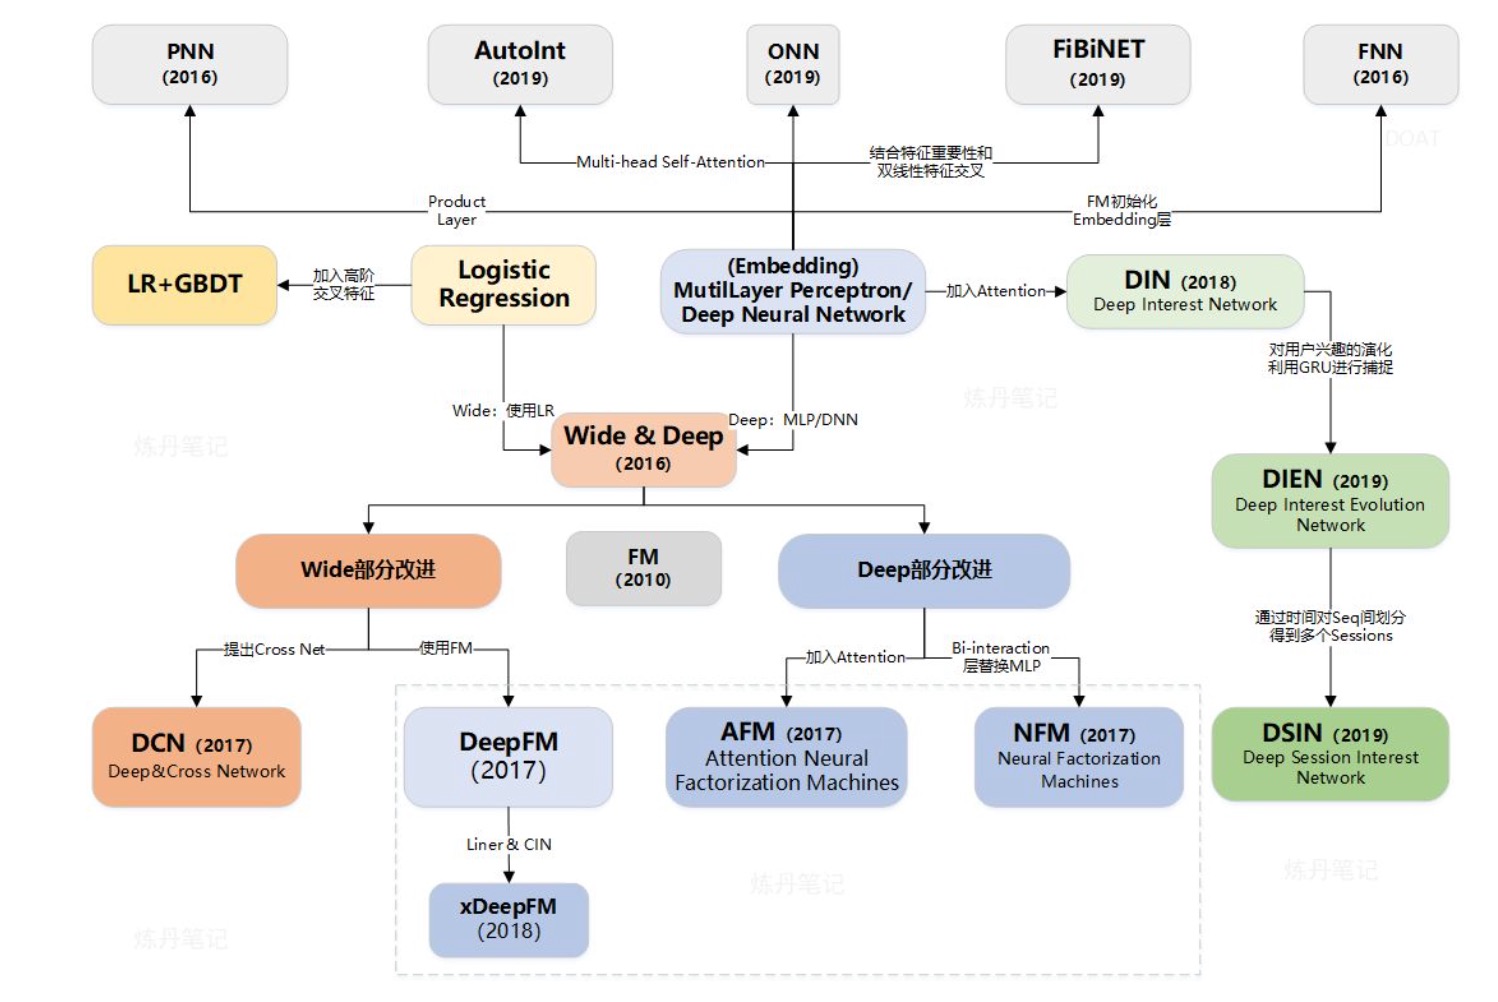 PNN
(2016)
AutoInt
(2019)
ONN
(2019)
FiBiNET
(2019)
FNN
(2016)
DOAT
Multi-head Self-Attention
结合特征重要性和
双线性特征交叉
Product
Layer
FM初始化
Embedding层
LR+GBDT
加入高阶
交叉特征
Logistic
Regression
(Embedding)
MutilLayer Perceptron/
Deep Neural Network
加入Attention
DIN (2018)
Deep Interest Network
对用户兴趣的演化
利用GRU进行捕捉
炼丹笔记
炼丹笔记
Wide：使用LR
Deep：MLP/DNN
Wide & Deep
(2016)
DIEN (2019)
Deep Interest Evolution
Network
Wide部分改进
FM
(2010)
Deep部分改进
通过时间对Seq间划分
得到多个Sessions
提出Cross Net
使用FM
加入Attention
Bi-interaction
层替换MLP
DCN (2017)
Deep&Cross Network
DeepFM
(2017)
AFM (2017)
Attention Neural
Factorization Machines
NFM (2017)
Neural Factorization
Machines
DSIN (2019)
Deep Session Interest
Network
Liner & CIN
炼丹笔记
炼丹笔记
xDeepFM
(2018)
炼丹笔记